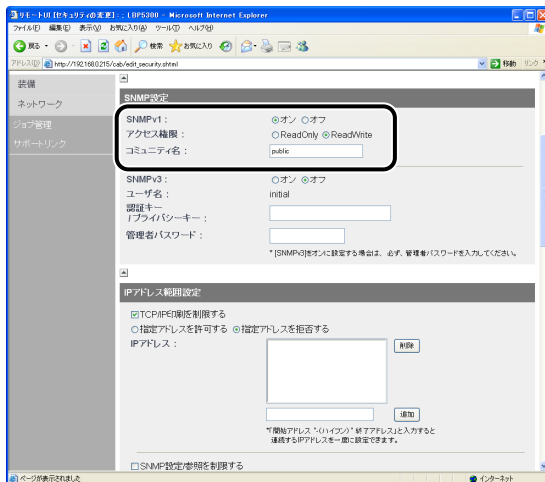 リモートUI [セキュリティの変更] : ; LBP5300 - Microsoft Internet Explorer
ファイル(F) 編集(E) 表示(V) お気に入り(A) ツール(T) ヘルプ(H)
戻る 検索 お気に入り
アドレス(D) http://192.168.0.215/cab/edit_security.shtml 移動 リンク
装備
ネットワーク
ジョブ管理
サポートリンク
SNMP設定
SNMPv1 : オン オフ
アクセス権限 : ReadOnly ReadWrite
コミュニティ名 : public
SNMPv3 : オン オフ
ユーザ名 : initial
認証キー
/プライバシーキー :
管理者パスワード :
* [SNMPv3]をオンに設定する場合は、必ず、管理者パスワードを入力してください。
IPアドレス範囲設定
TCP/IP印刷を制限する
指定アドレスを許可する 指定アドレスを拒否する
IPアドレス : 削除
追加
*「開始アドレス "-(ハイフン)" 終了アドレス」と入力すると
連続するIPアドレスを一度に設定できます。
SNMP設定/参照を制限する
ページが表示されました インターネット